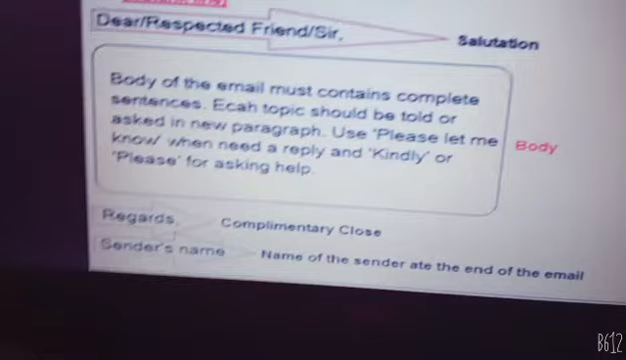 Dear/Respected Friend/Sir,
Salutation
Body of the email must contains complete
sentences. Ecah topic should be told or
asked in new paragraph. Use 'Please let me
know' when need a reply and 'Kindly' or
'Please' for asking help.
Body
Regards,
Complimentary Close
Sender's name
Name of the sender ate the end of the email
B612